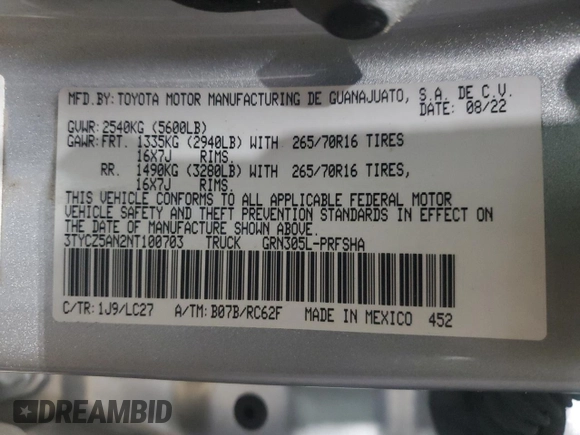 MFD.BY:TOYOTA MOTOR MANUFACTURING DE GUANAJUATO, S.A. DE C.V.
DATE: 08/22
GVWR:2540KG (5600LB)
GAWR:FRT. 1335KG (2940LB) WITH 265/70R16 TIRES
16X7J RIMS,
RR. 1490KG (3280LB) WITH 265/70R16 TIRES,
16X7J RIMS.
THIS VEHICLE CONFORMS TO ALL APPLICABLE FEDERAL MOTOR
VEHICLE SAFETY AND THEFT PREVENTION STANDARDS IN EFFECT ON
THE DATE OF MANUFACTURE SHOWN ABOVE.
3TYCZ5AN2NT100703 TRUCK GRN305L-PRFSHA
C/TR:1J9/LC27 A/TM:B07B/RC62F MADE IN MEXICO 452
DREAMBID